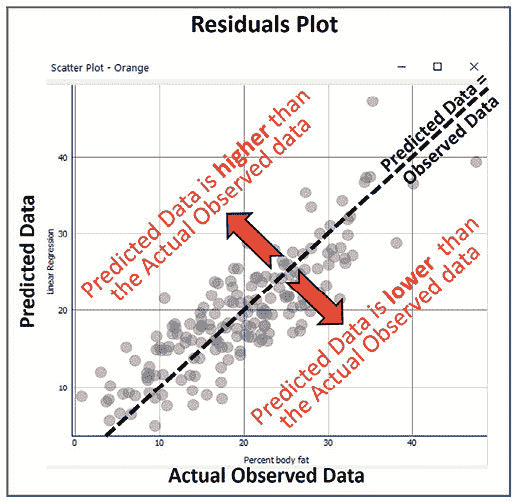 Residuals Plot
Scatter Plot - Orange
Predicted Data =
Observed Data
Predicted Data is higher than
the Actual Observed data
Predicted Data is lower than
the Actual Observed data
Predicted Data
Linear Regression
40
30
20
10
0
10
20
30
40
Percent body fat
Actual Observed Data